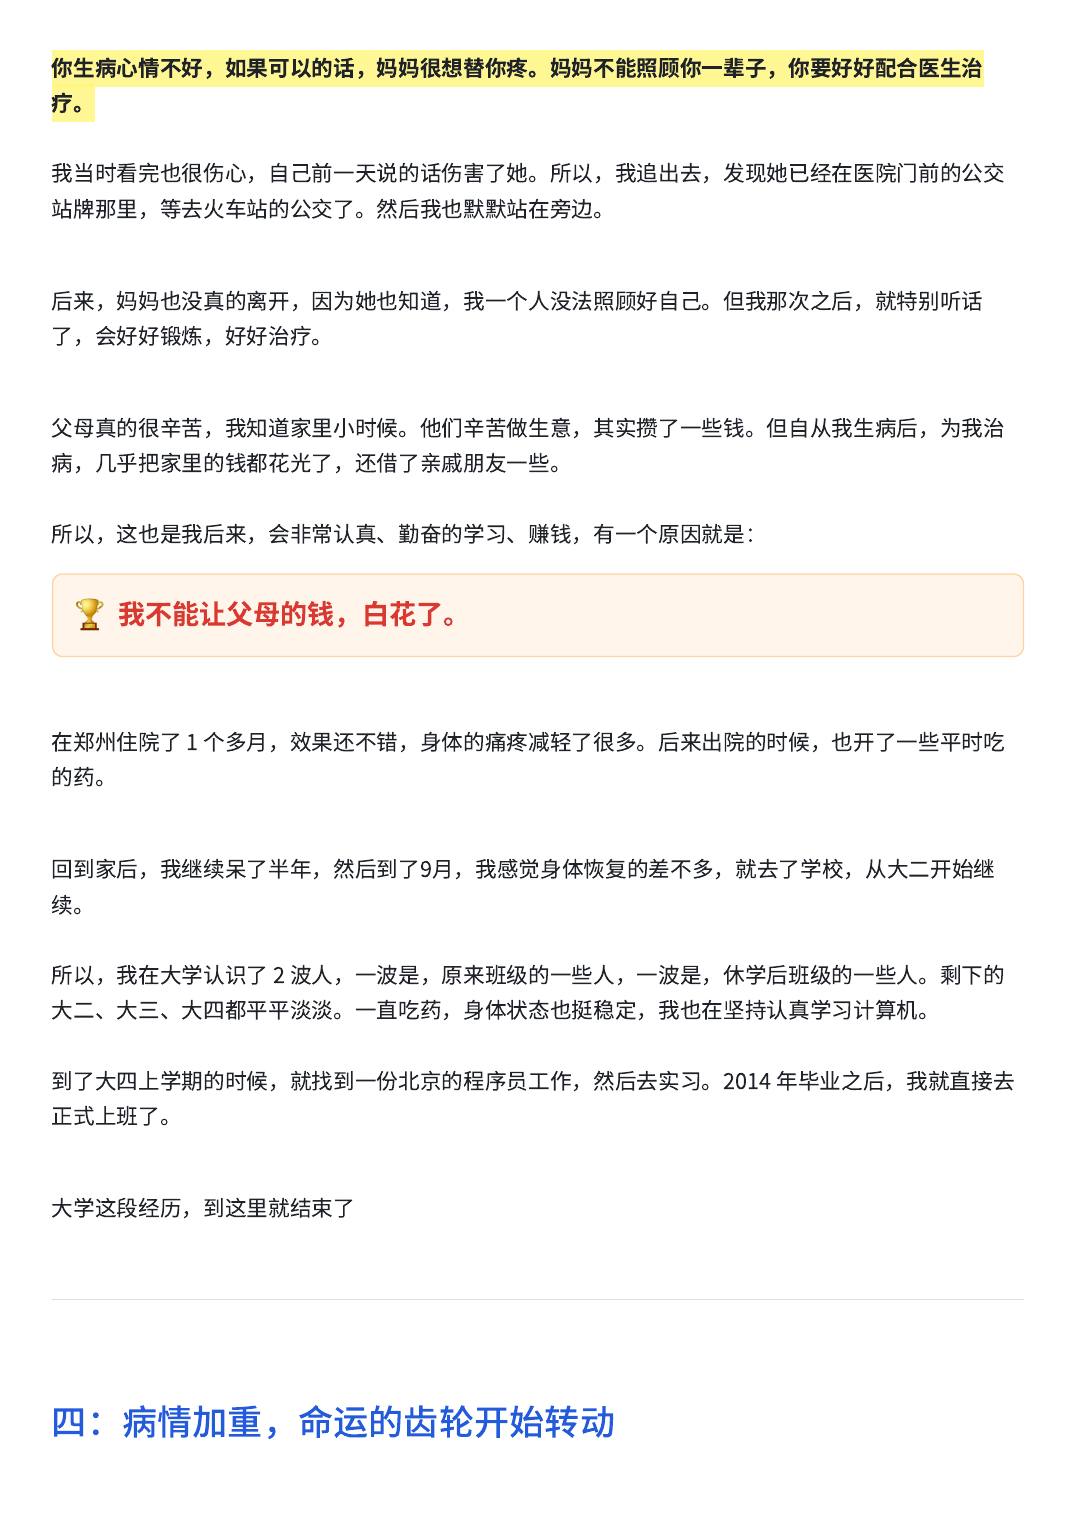 你生病心情不好，如果可以的话，妈妈很想替你疼。妈妈不能照顾你一辈子，你要好好配合医生治
疗。
我当时看完也很伤心，自己前一天说的话伤害了她。所以，我追出去，发现她已经在医院门前的公交
站牌那里，等去火车站的公交了。然后我也默默站在旁边。
后来，妈妈也没真的离开，因为她也知道，我一个人没法照顾好自己。但我那次之后，就特别听话
了，会好好锻炼，好好治疗。
父母真的很辛苦，我知道家里小时候。他们辛苦做生意，其实攒了一些钱。但自从我生病后，为我治
病，几乎把家里的钱都花光了，还借了亲戚朋友一些。
所以，这也是我后来，会非常认真、勤奋的学习、赚钱，有一个原因就是：
🏆 我不能让父母的钱，白花了。
在郑州住院了 1 个多月，效果还不错，身体的痛疼减轻了很多。后来出院的时候，也开了一些平时吃
的药。
回到家后，我继续呆了半年，然后到了9月，我感觉身体恢复的差不多，就去了学校，从大二开始继
续。
所以，我在大学认识了 2 波人，一波是，原来班级的一些人，一波是，休学后班级的一些人。剩下的
大二、大三、大四都平平淡淡。一直吃药，身体状态也挺稳定，我也在坚持认真学习计算机。
到了大四上学期的时候，就找到一份北京的程序员工作，然后去实习。2014 年毕业之后，我就直接去
正式上班了。
大学这段经历，到这里就结束了
四：病情加重，命运的齿轮开始转动